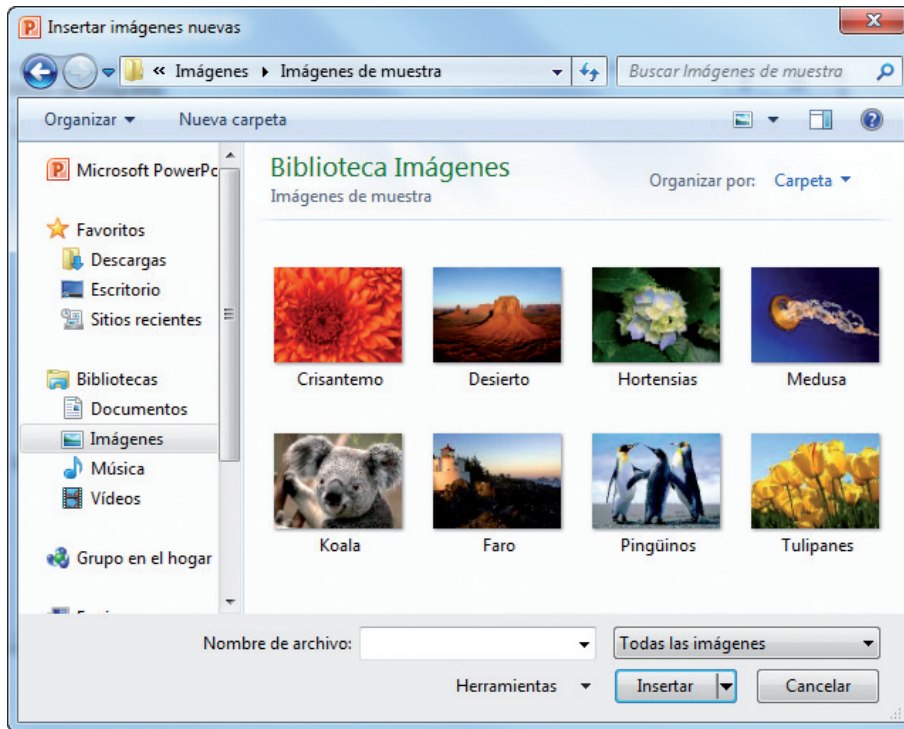 Insertar imágenes nuevas
« Imágenes Imágenes de muestra
Buscar Imágenes de muestra
Organizar Nueva carpeta
Microsoft PowerPo
Favoritos
Descargas
Escritorio
Sitios recientes
Bibliotecas
Documentos
Imágenes
Música
Vídeos
Grupo en el hogar
Biblioteca Imágenes
Imágenes de muestra
Organizar por: Carpeta
Crisantemo Desierto Hortensias Medusa
Koala Faro Pingüinos Tulipanes
Nombre de archivo:
Todas las imágenes
Herramientas Insertar Cancelar